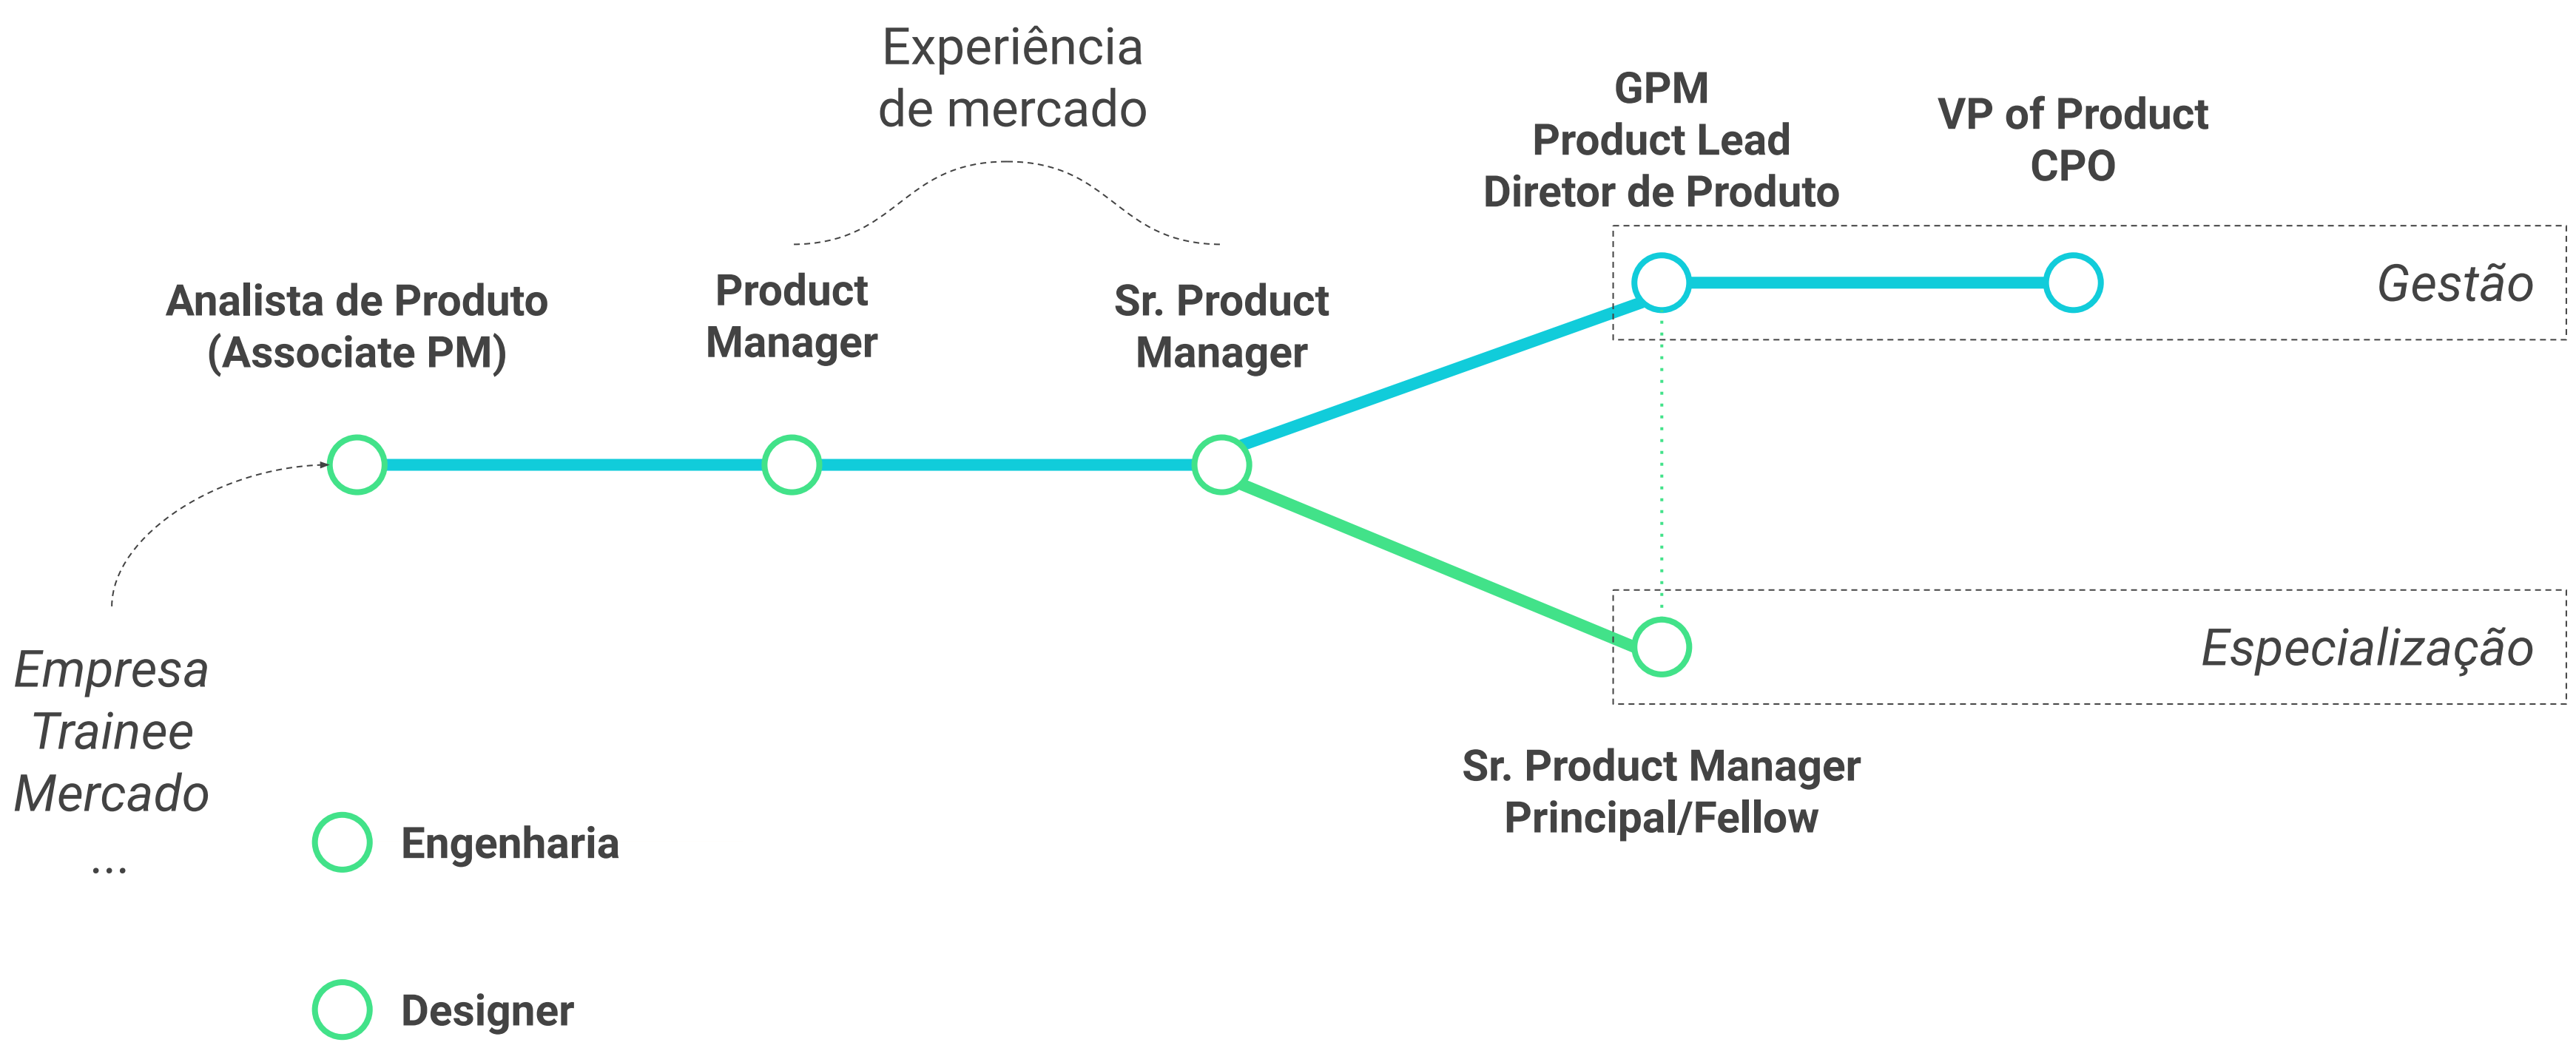 Experiência
de mercado
GPM
Product Lead
Diretor de Produto
VP of Product
CPO
Analista de Produto
(Associate PM)
Product
Manager
Sr. Product
Manager
Gestão
Empresa
Trainee
Mercado
...
Especialização
Sr. Product Manager
Principal/Fellow
Engenharia
Designer